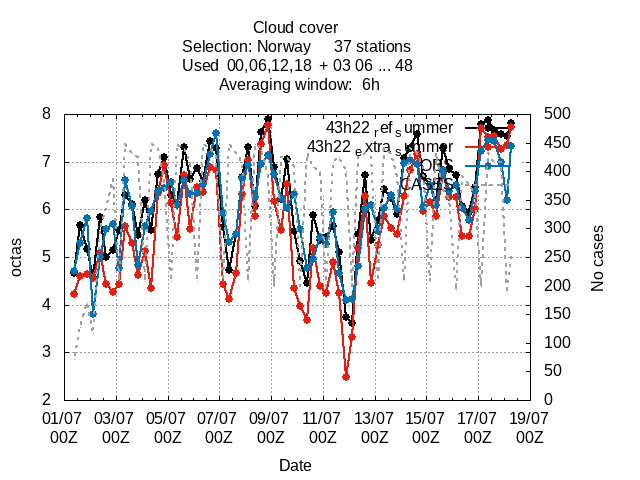 Cloud cover
Selection: Norway 37 stations
Used 00,06,12,18 + 03 06 ... 48
Averaging window: 6h
43h22_ref_summer
43h22_extra_summer
OBS
CASES
8
7
6
5
4
3
2
octas
500
450
400
350
300
250
200
150
100
50
0
No cases
01/07 03/07 05/07 07/07 09/07 11/07 13/07 15/07 17/07 19/07
00Z 00Z 00Z 00Z 00Z 00Z 00Z 00Z 00Z 00Z
Date